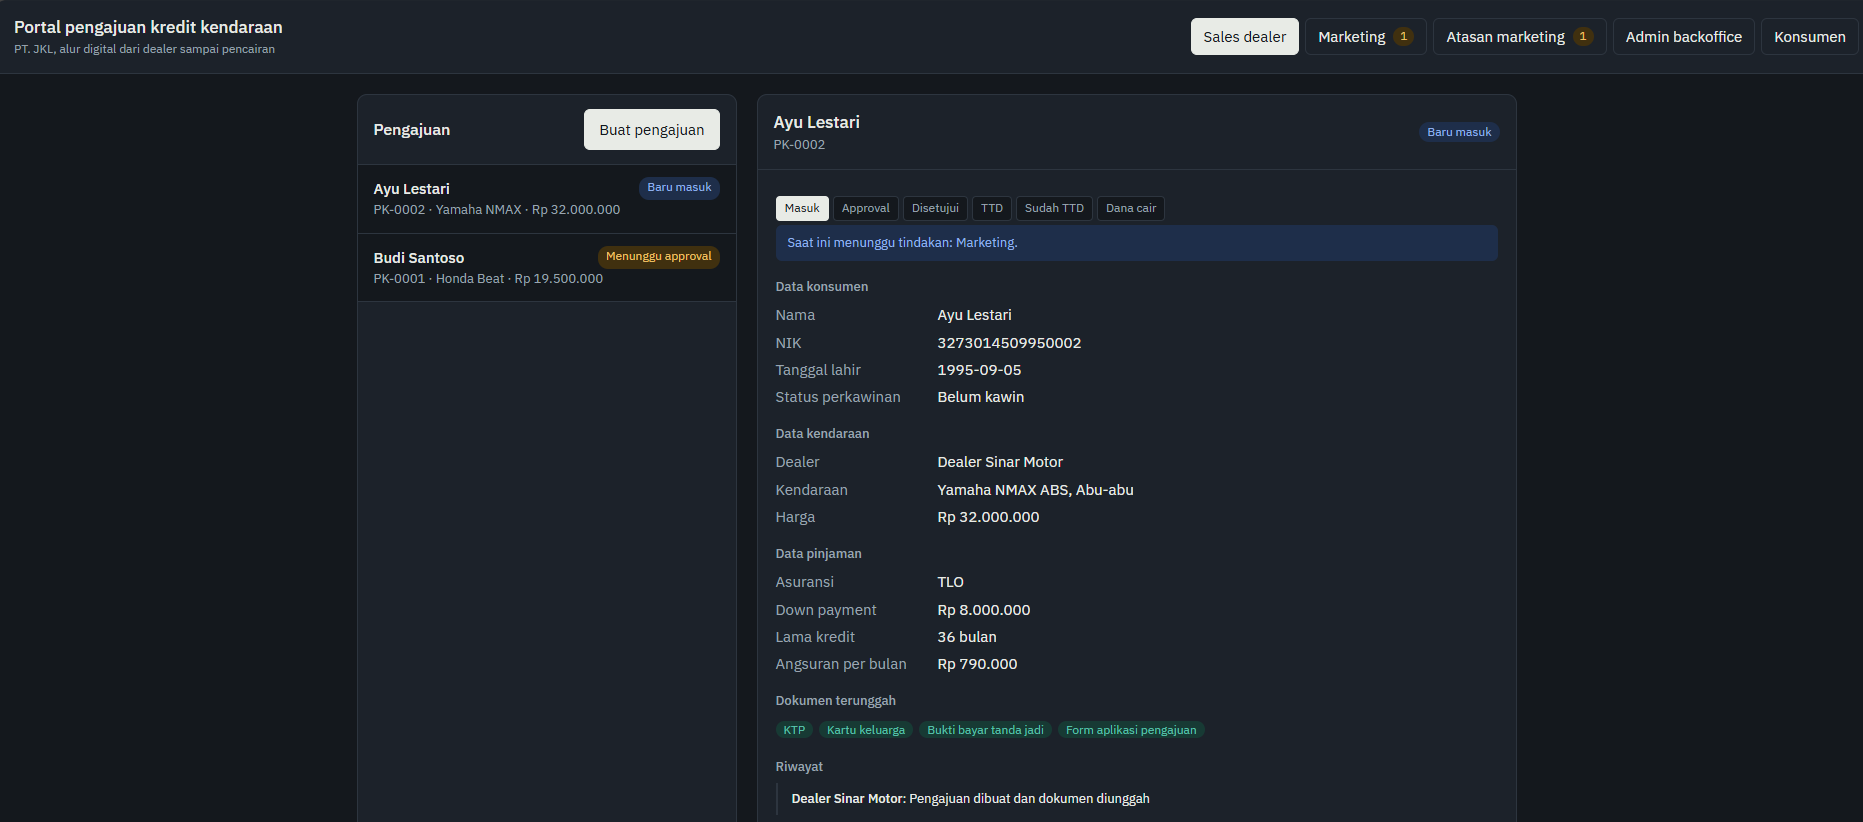 Portal pengajuan kredit kendaraan
PT. JKL, alur digital dari dealer sampai pencairan
Sales dealer
Marketing 1
Atasan marketing 1
Admin backoffice
Konsumen
Pengajuan
Buat pengajuan
Ayu Lestari
Baru masuk
PK-0002 · Yamaha NMAX · Rp 32.000.000
Budi Santoso
Menunggu approval
PK-0001 · Honda Beat · Rp 19.500.000
Ayu Lestari
PK-0002
Baru masuk
Masuk
Approval
Disetujui
TTD
Sudah TTD
Dana cair
Saat ini menunggu tindakan: Marketing.
Data konsumen
Nama Ayu Lestari
NIK 3273014509950002
Tanggal lahir 1995-09-05
Status perkawinan Belum kawin
Data kendaraan
Dealer Dealer Sinar Motor
Kendaraan Yamaha NMAX ABS, Abu-abu
Harga Rp 32.000.000
Data pinjaman
Asuransi TLO
Down payment Rp 8.000.000
Lama kredit 36 bulan
Angsuran per bulan Rp 790.000
Dokumen terunggah
KTP
Kartu keluarga
Bukti bayar tanda jadi
Form aplikasi pengajuan
Riwayat
Dealer Sinar Motor: Pengajuan dibuat dan dokumen diunggah